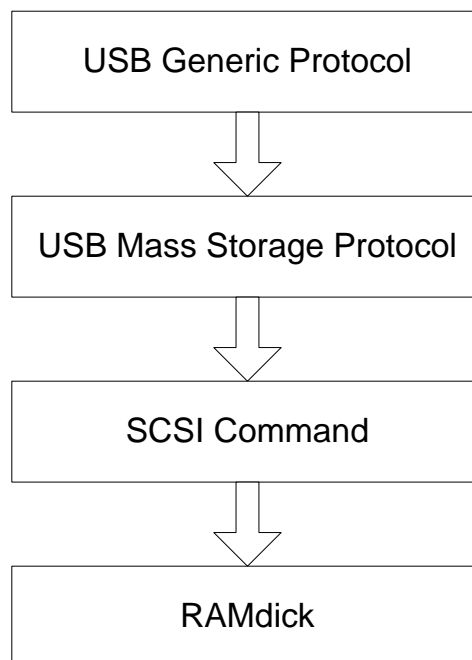 USB Generic Protocol
USB Mass Storage Protocol
SCSI Command
RAMdick